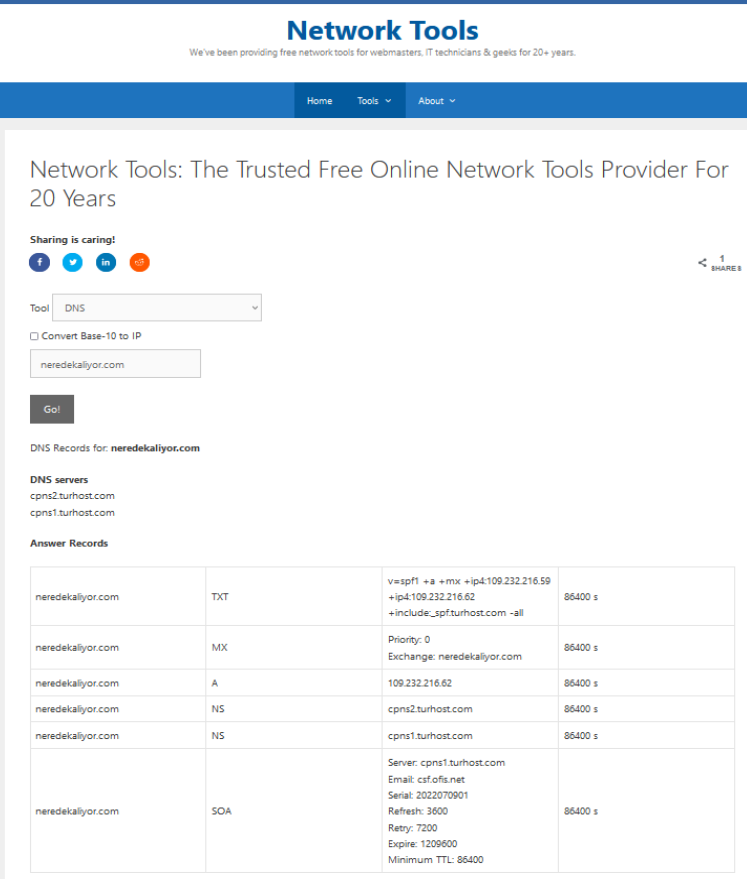 Network Tools
We've been providing free network tools for webmasters, IT technicians & geeks for 20+ years.
Home Tools About
Network Tools: The Trusted Free Online Network Tools Provider For
20 Years
Sharing is caring!
1
SHARES
Tool DNS
Convert Base-10 to IP
neredekaliyor.com
Go!
DNS Records for: neredekaliyor.com
DNS servers
cpns2.turhost.com
cpns1.turhost.com
Answer Records
neredekaliyor.com TXT v=spf1 +a +mx +ip4:109.232.216.59
+ip4:109.232.216.62
+include:_spf.turhost.com -all 86400 s
neredekaliyor.com MX Priority: 0
Exchange: neredekaliyor.com 86400 s
neredekaliyor.com A 109.232.216.62 86400 s
neredekaliyor.com NS cpns2.turhost.com 86400 s
neredekaliyor.com NS cpns1.turhost.com 86400 s
neredekaliyor.com SOA Server: cpns1.turhost.com
Email: csf.ofis.net
Serial: 2022070901
Refresh: 3600
Retry: 7200
Expire: 1209600
Minimum TTL: 86400 86400 s